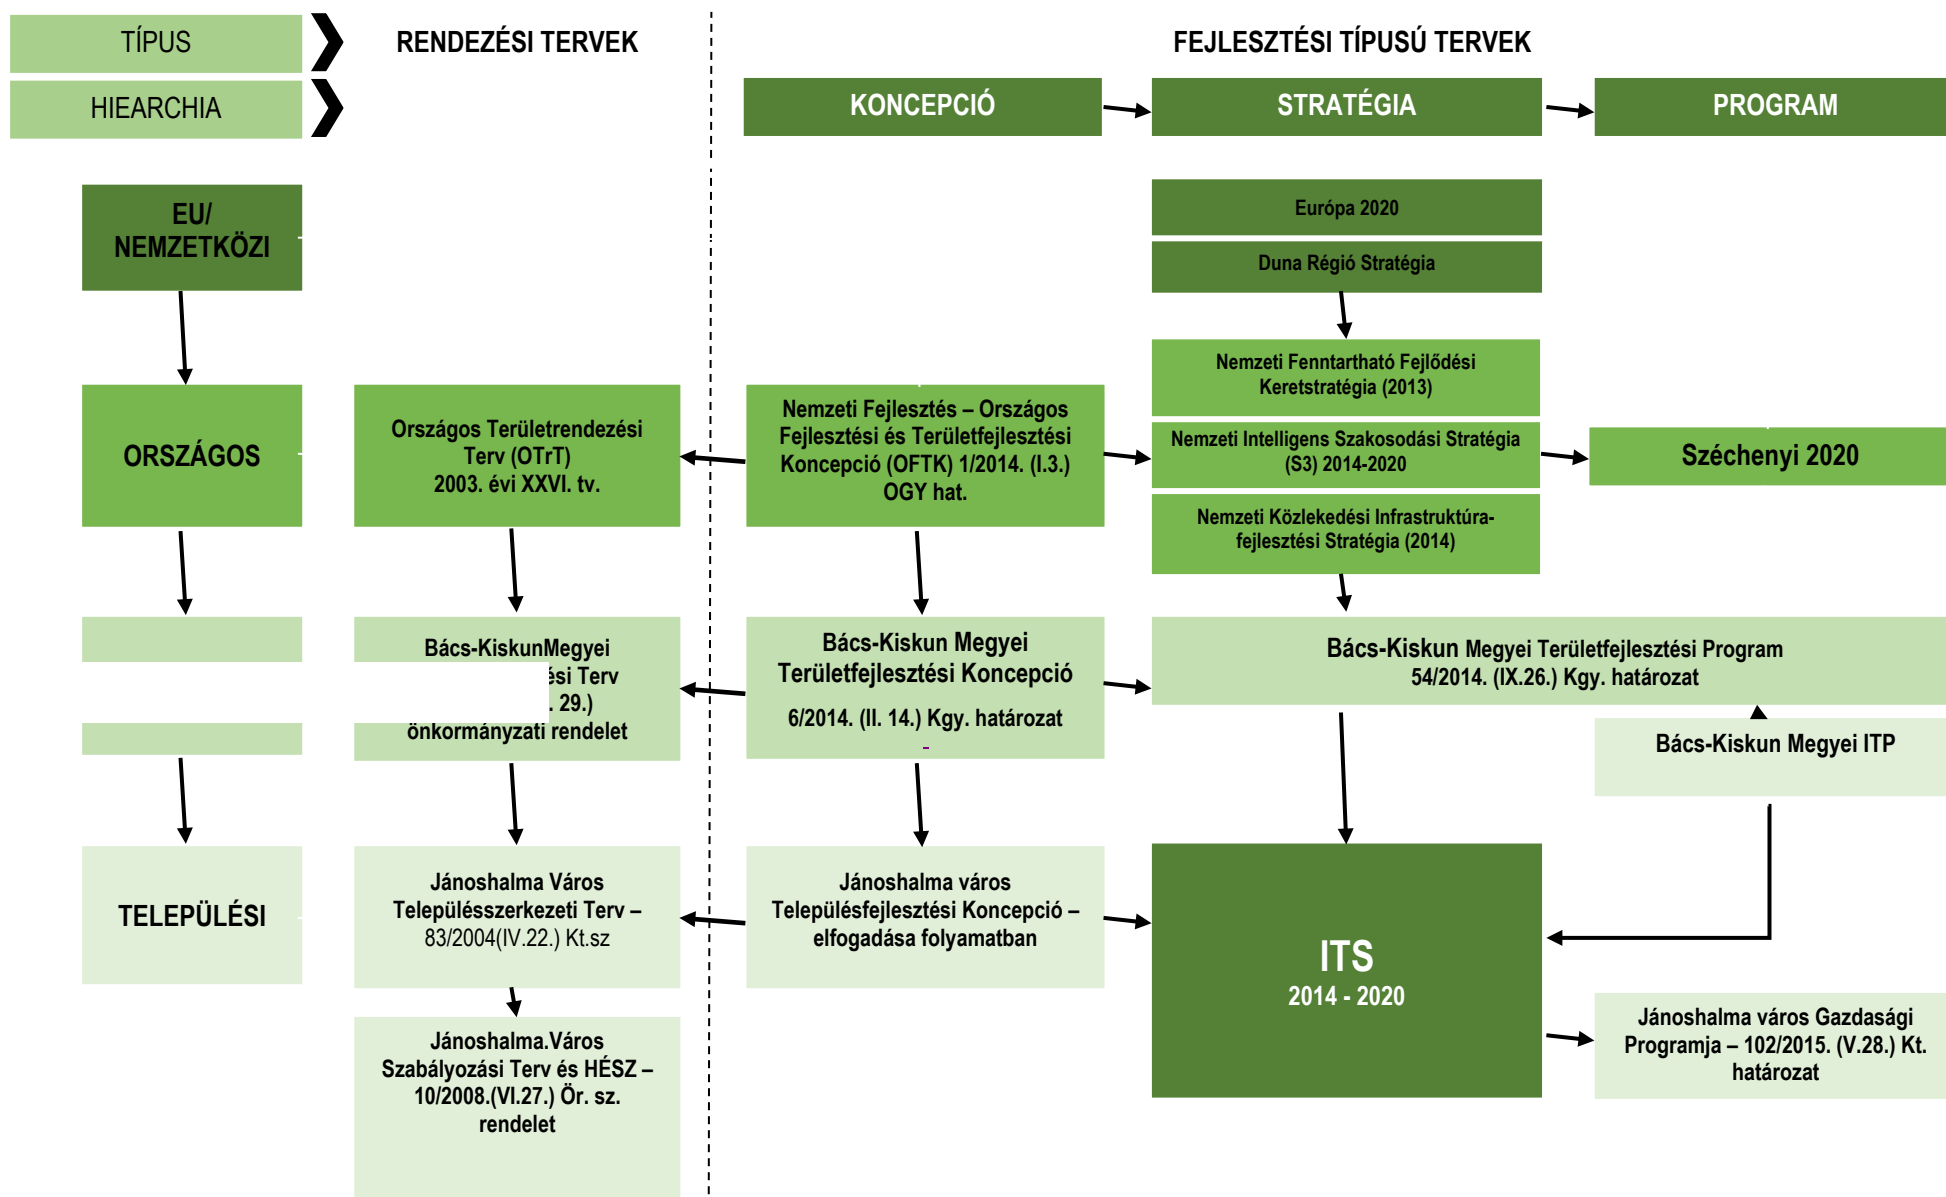 TÍPUS
RENDEZÉSI TERVEK
FEJLESZTÉSI TÍPUSÚ TERVEK
HIEARCHIA
KONCEPCIÓ
STRATÉGIA
PROGRAM
EU/
NEMZETKÖZI
Európa 2020
Duna Régió Stratégia
ORSZÁGOS
Országos Területrendezési
Terv (OTrT)
2003. évi XXVI. tv.
Nemzeti Fejlesztés – Országos
Fejlesztési és Területfejlesztési
Koncepció (OFTK) 1/2014. (I.3.)
OGY hat.
Nemzeti Fenntartható Fejlődési
Keretstratégia (2013)
Nemzeti Intelligens Szakosodási Stratégia
(S3) 2014-2020
Nemzeti Közlekedési Infrastruktúra-
fejlesztési Stratégia (2014)
Széchenyi 2020
Bács-KiskunMegyei
ési Terv
. 29.)
önkormányzati rendelet
Bács-Kiskun Megyei
Területfejlesztési Koncepció
6/2014. (II. 14.) Kgy. határozat
-
Bács-Kiskun Megyei Területfejlesztési Program
54/2014. (IX.26.) Kgy. határozat
Bács-Kiskun Megyei ITP
TELEPÜLÉSI
Jánoshalma Város
Településszerkezeti Terv –
83/2004(IV.22.) Kt.sz
Jánoshalma város
Településfejlesztési Koncepció –
elfogadása folyamatban
ITS
2014 - 2020
Jánoshalma.Város
Szabályozási Terv és HÉSZ –
10/2008.(VI.27.) Ör. sz.
rendelet
Jánoshalma város Gazdasági
Programja – 102/2015. (V.28.) Kt.
határozat